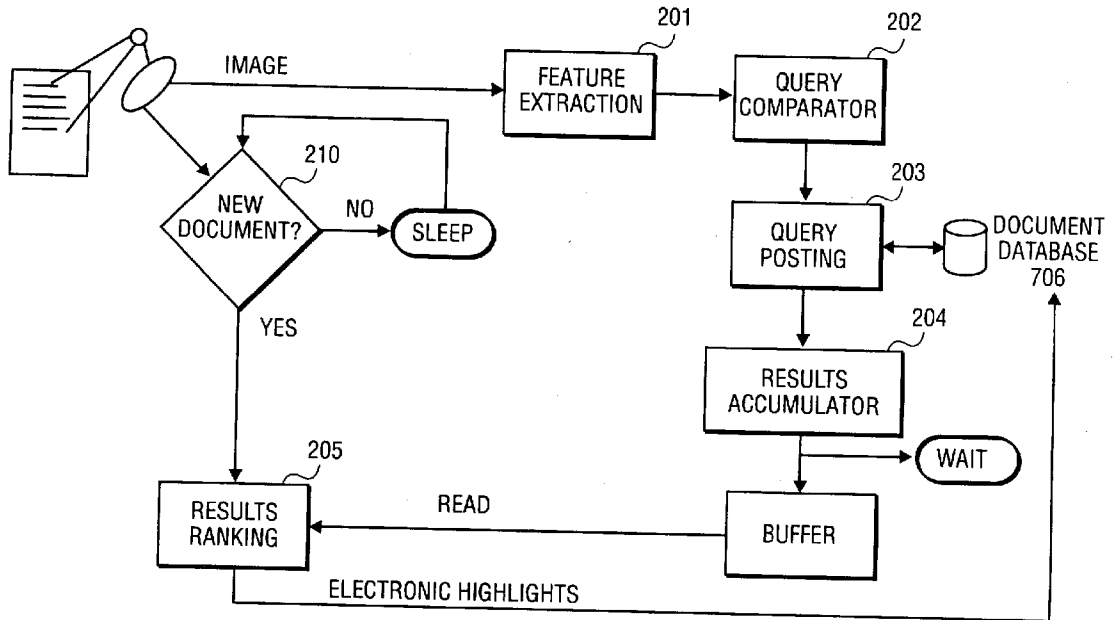 201
202
IMAGE
FEATURE
EXTRACTION
QUERY
COMPARATOR
210
NEW
DOCUMENT?
NO
SLEEP
203
QUERY
POSTING
DOCUMENT
DATABASE
706
YES
204
RESULTS
ACCUMULATOR
WAIT
205
RESULTS
RANKING
READ
BUFFER
ELECTRONIC HIGHLIGHTS